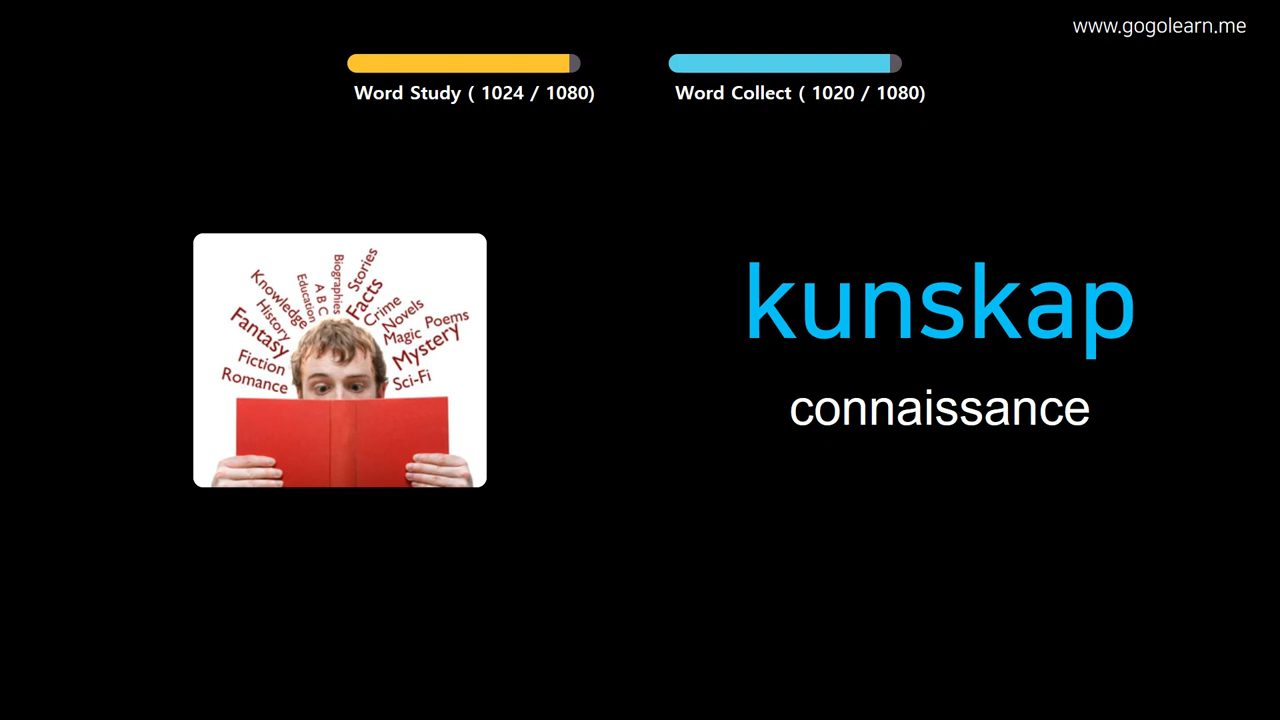 www.gogolearn.me
Word Study ( 1024 / 1080)
Word Collect ( 1020 / 1080)
Knowledge
History
Fantasy
Fiction
Romance
Education
A B C
Biographies
Stories
Facts
Crime
Novels
Magic
Poems
Mystery
Sci-Fi
kunskap
connaissance